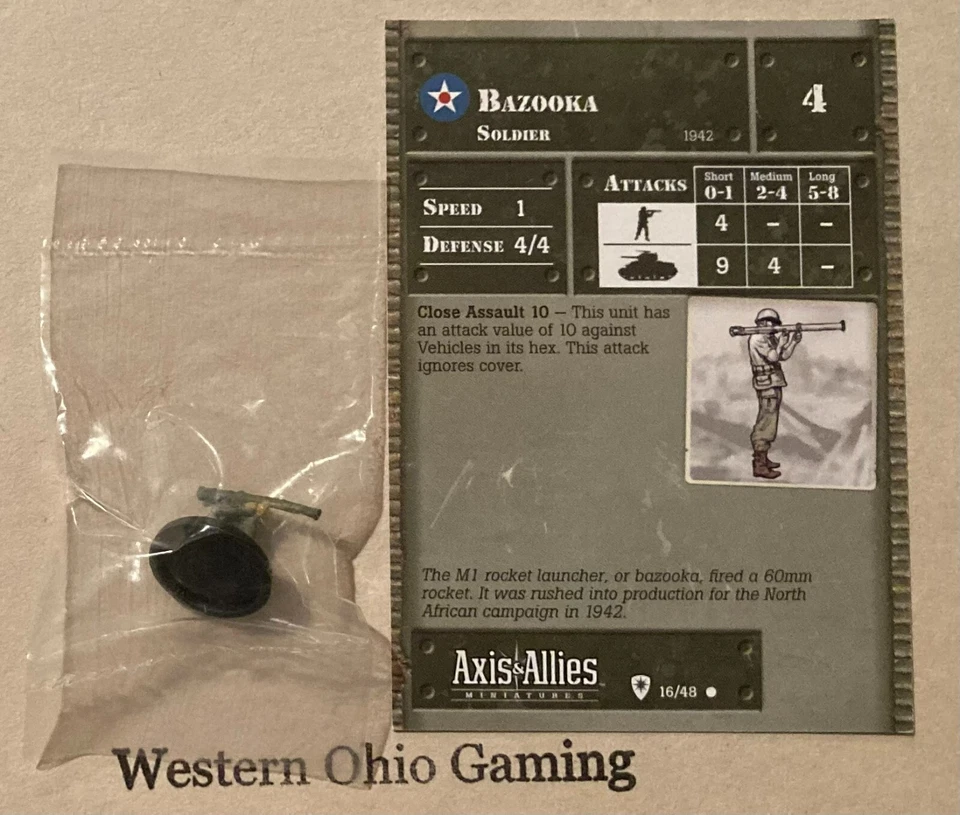 BAZOOKA
SOLDIER 1942
4
SPEED 1
DEFENSE 4/4
ATTACKS Short 0-1 Medium 2-4 Long 5-8
4 – –
9 4 –
Close Assault 10 – This unit has
an attack value of 10 against
Vehicles in its hex. This attack
ignores cover.
The M1 rocket launcher, or bazooka, fired a 60mm
rocket. It was rushed into production for the North
African campaign in 1942.
Axis & Allies
MINIATURES
16/48
Western Ohio Gaming